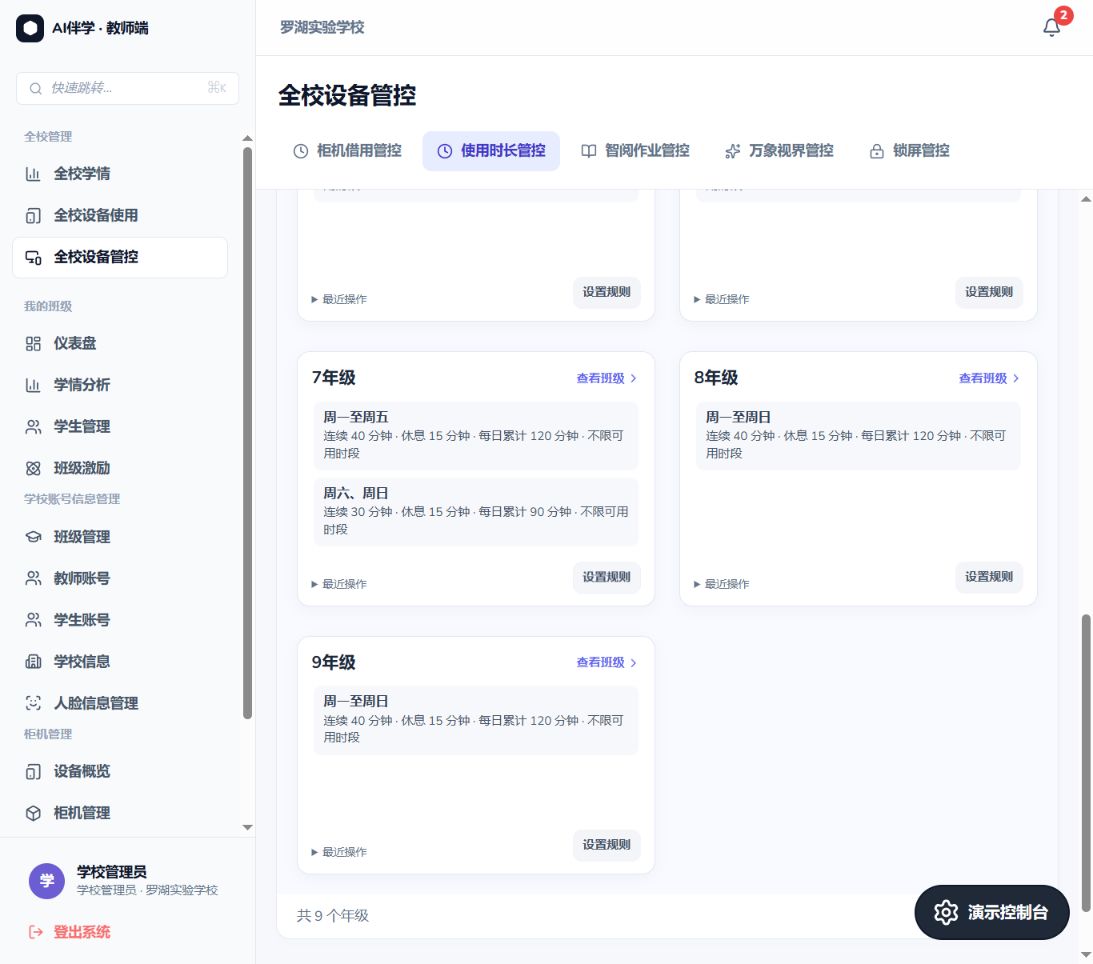 AI伴学 · 教师端
快速跳转...
⌘K
全校管理
全校学情
全校设备使用
全校设备管控
我的班级
仪表盘
学情分析
学生管理
班级激励
学校账号信息管理
班级管理
教师账号
学生账号
学校信息
人脸信息管理
柜机管理
设备概览
柜机管理
学
学校管理员
学校管理员 · 罗湖实验学校
登出系统
罗湖实验学校
2
全校设备管控
柜机借用管控
使用时长管控
智阅作业管控
万象视界管控
锁屏管控
最近操作
设置规则
最近操作
设置规则
7年级
查看班级
周一至周五
连续 40 分钟 · 休息 15 分钟 · 每日累计 120 分钟 · 不限可
用时段
周六、周日
连续 30 分钟 · 休息 15 分钟 · 每日累计 90 分钟 · 不限可用
时段
最近操作
设置规则
8年级
查看班级
周一至周日
连续 40 分钟 · 休息 15 分钟 · 每日累计 120 分钟 · 不限可
用时段
最近操作
设置规则
9年级
查看班级
周一至周日
连续 40 分钟 · 休息 15 分钟 · 每日累计 120 分钟 · 不限可
用时段
最近操作
设置规则
共 9 个年级
演示控制台